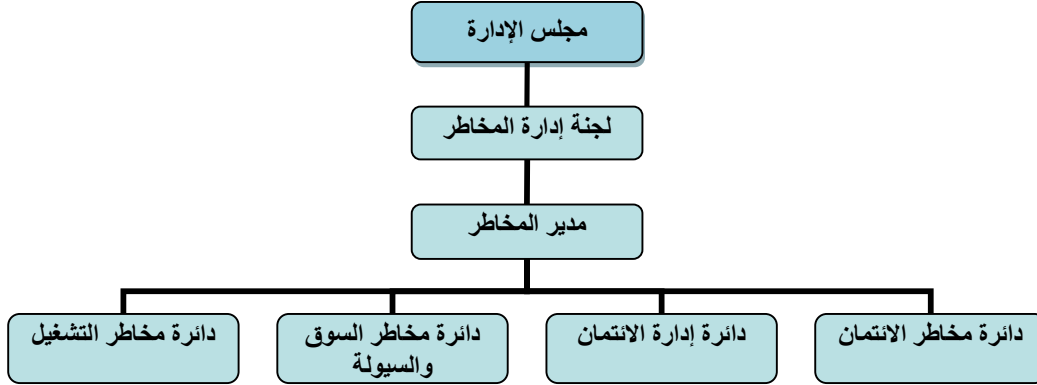 مجلس الإدارة
لجنة إدارة المخاطر
مدير المخاطر
دائرة مخاطر الائتمان
دائرة إدارة الائتمان
دائرة مخاطر السوق
والسيولة
دائرة مخاطر التشغيل